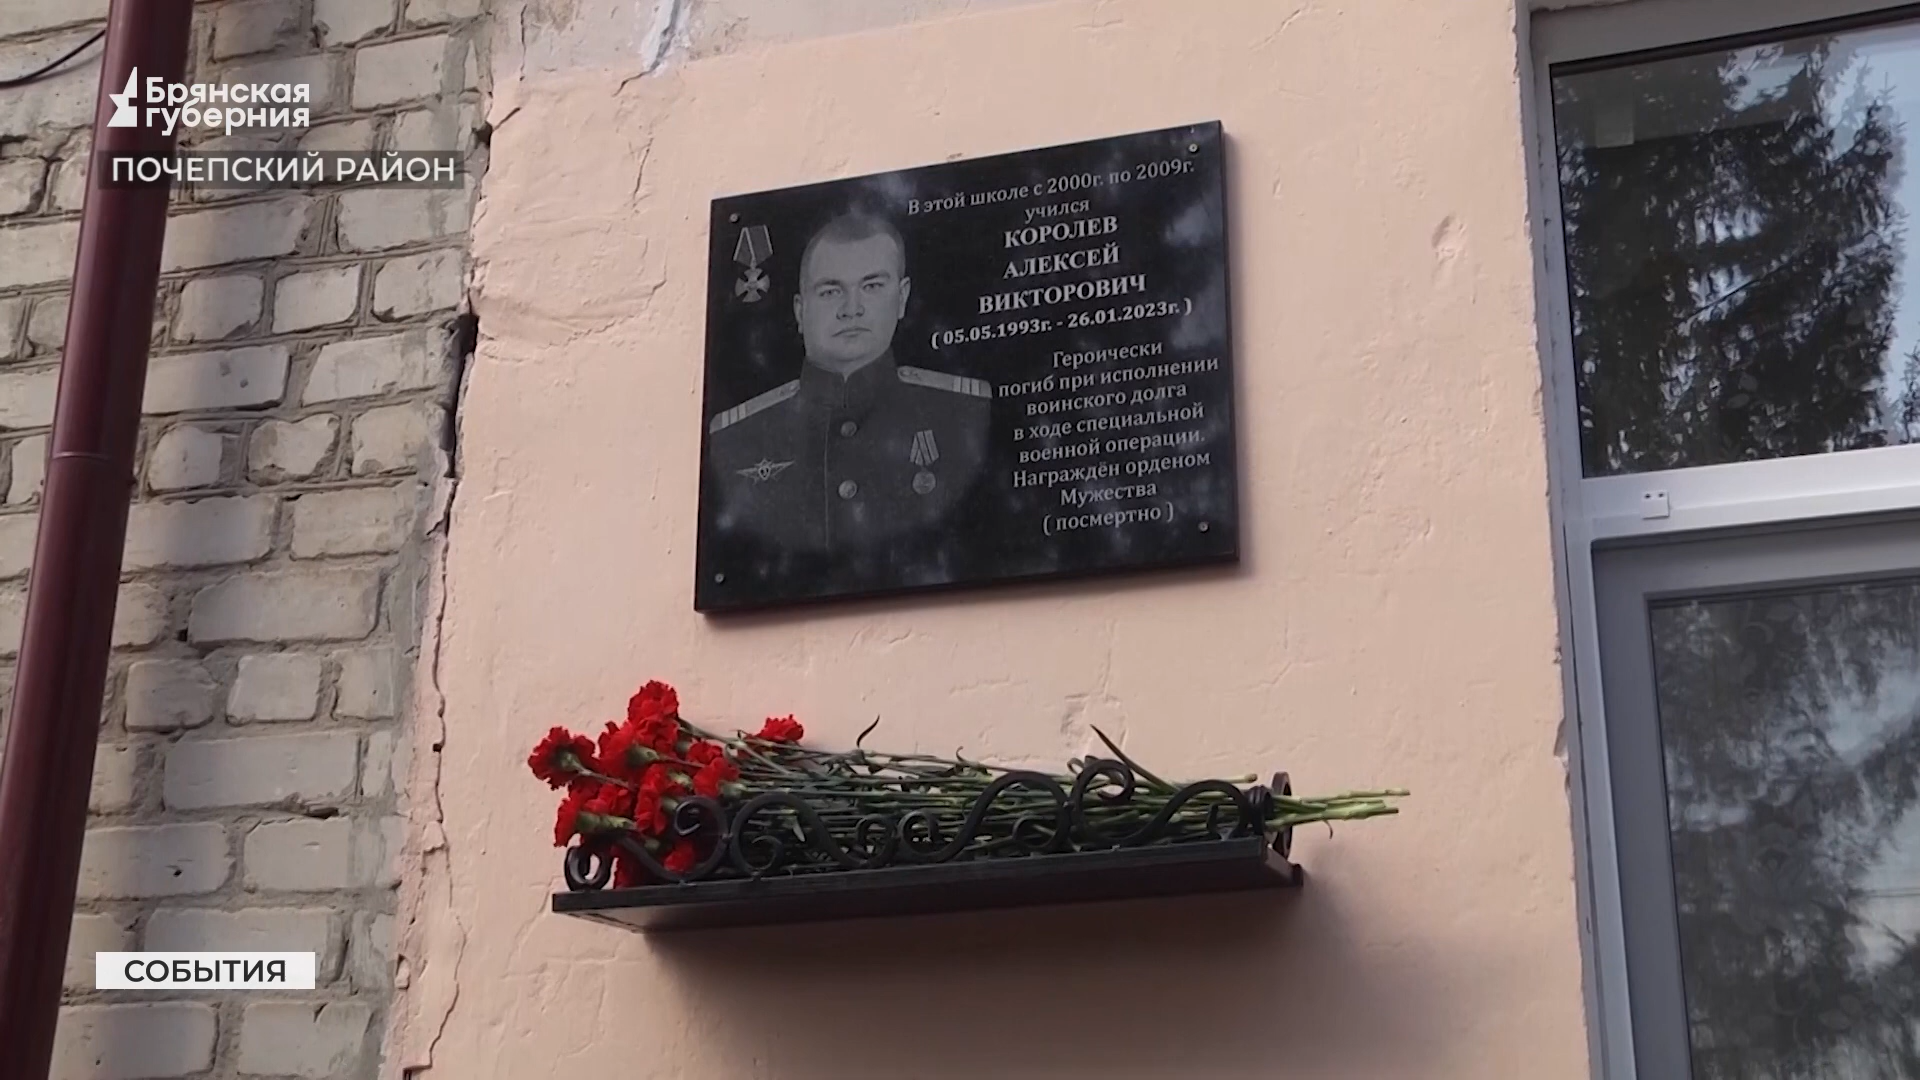 Брянская
губерния
ПОЧЕПСКИЙ РАЙОН
В этой школе с 2000г. по 2009г.
учился
КОРОЛЕВ
АЛЕКСЕЙ
ВИКТОРОВИЧ
( 05.05.1993г. - 26.01.2023г. )
Героически
погиб при исполнении
воинского долга
в ходе специальной
военной операции.
Награждён орденом
Мужества
( посмертно )
СОБЫТИЯ